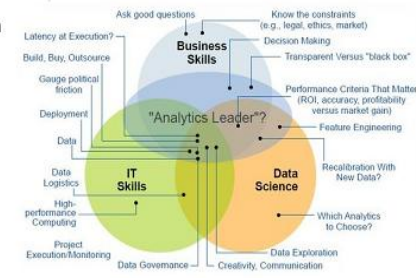 Ask good questions
Know the constraints
(e.g., legal, ethics, market)
Latency at Execution?
Business
Skills
Decision Making
Build, Buy, Outsource
Transparent Versus "black box"
Gauge political
friction
Performance Criteria That Matter
(ROI, accuracy, profitability
versus market gain)
Deployment
"Analytics Leader"?
Feature Engineering
Data
Recalibration With
New Data?
Data
Logistics
IT
Skills
Data
Science
High-
performance
Computing
Which Analytics
to Choose?
Project
Execution/Monitoring
Data Exploration
Data Governance
Creativity, Communication